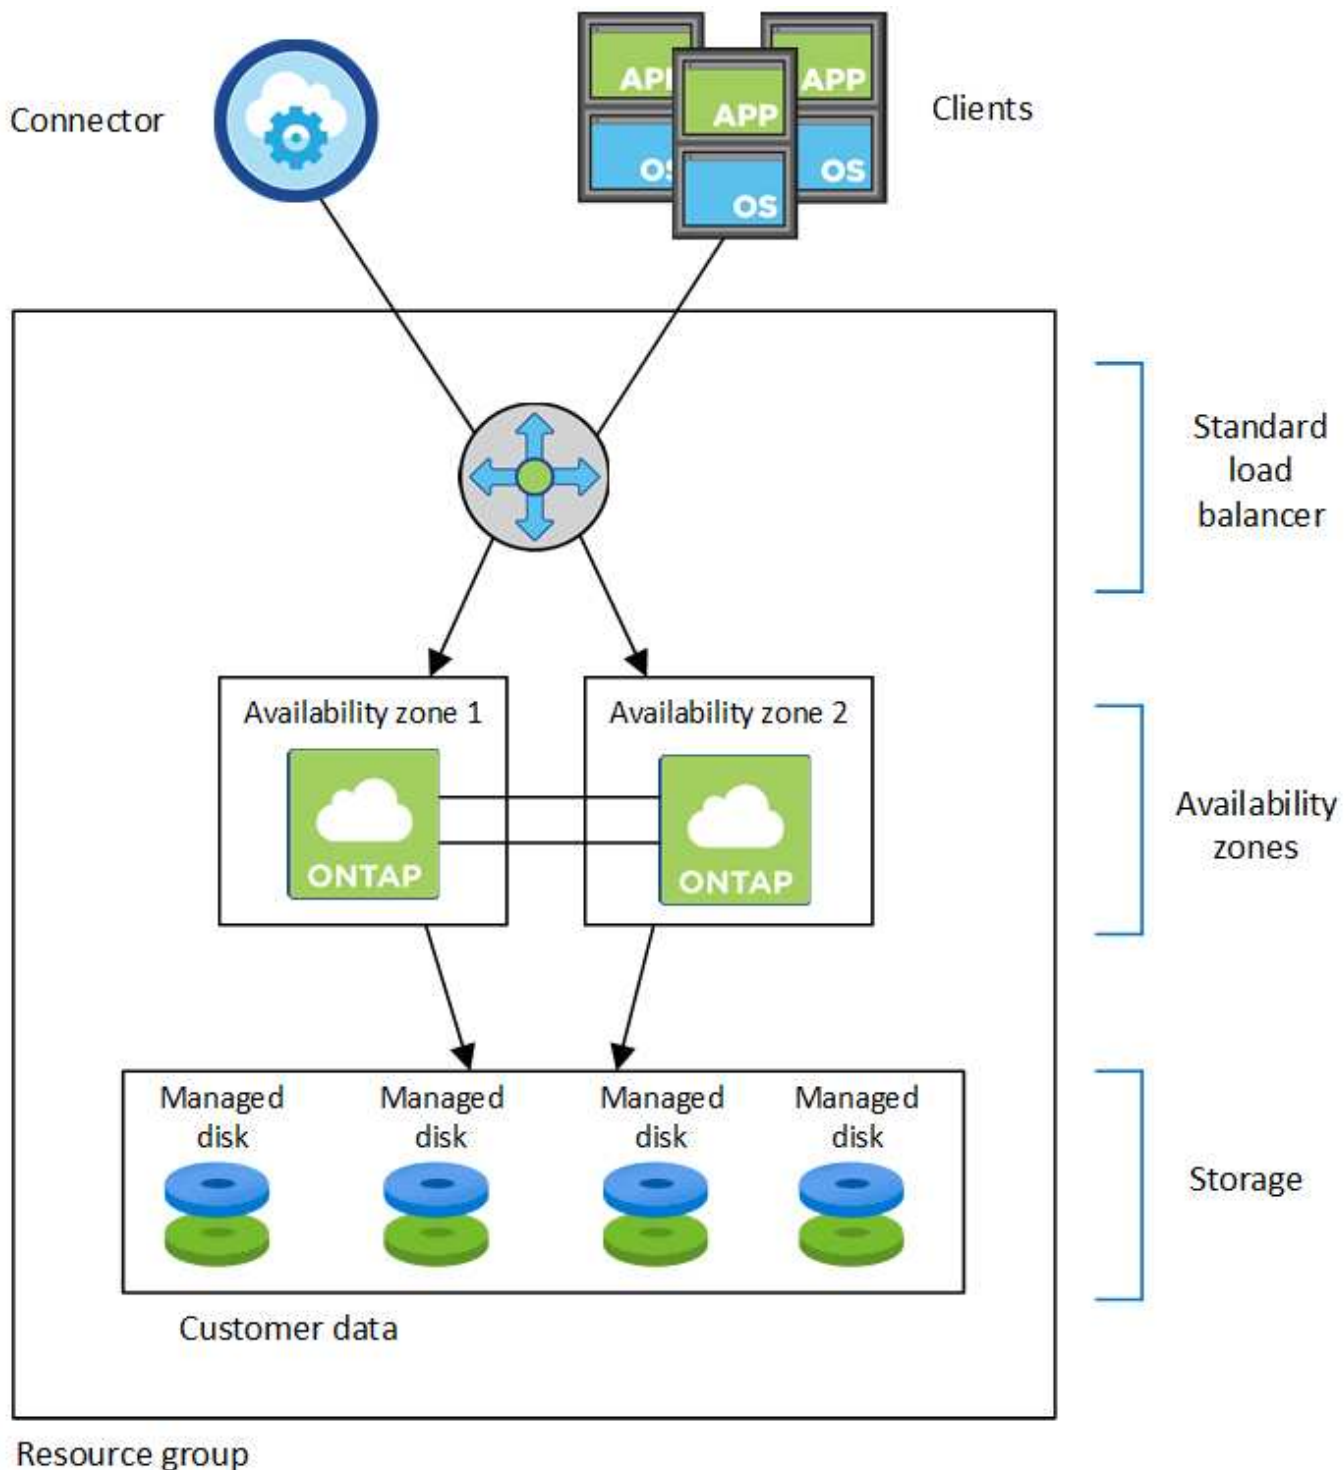 Connector
APP
APP
APP
OS
OS
OS
Clients
Standard
load
balancer
Availability zone 1
Availability zone 2
ONTAP
ONTAP
Availability
zones
Managed
disk
Managed
disk
Managed
disk
Managed
disk
Storage
Customer data
Resource group